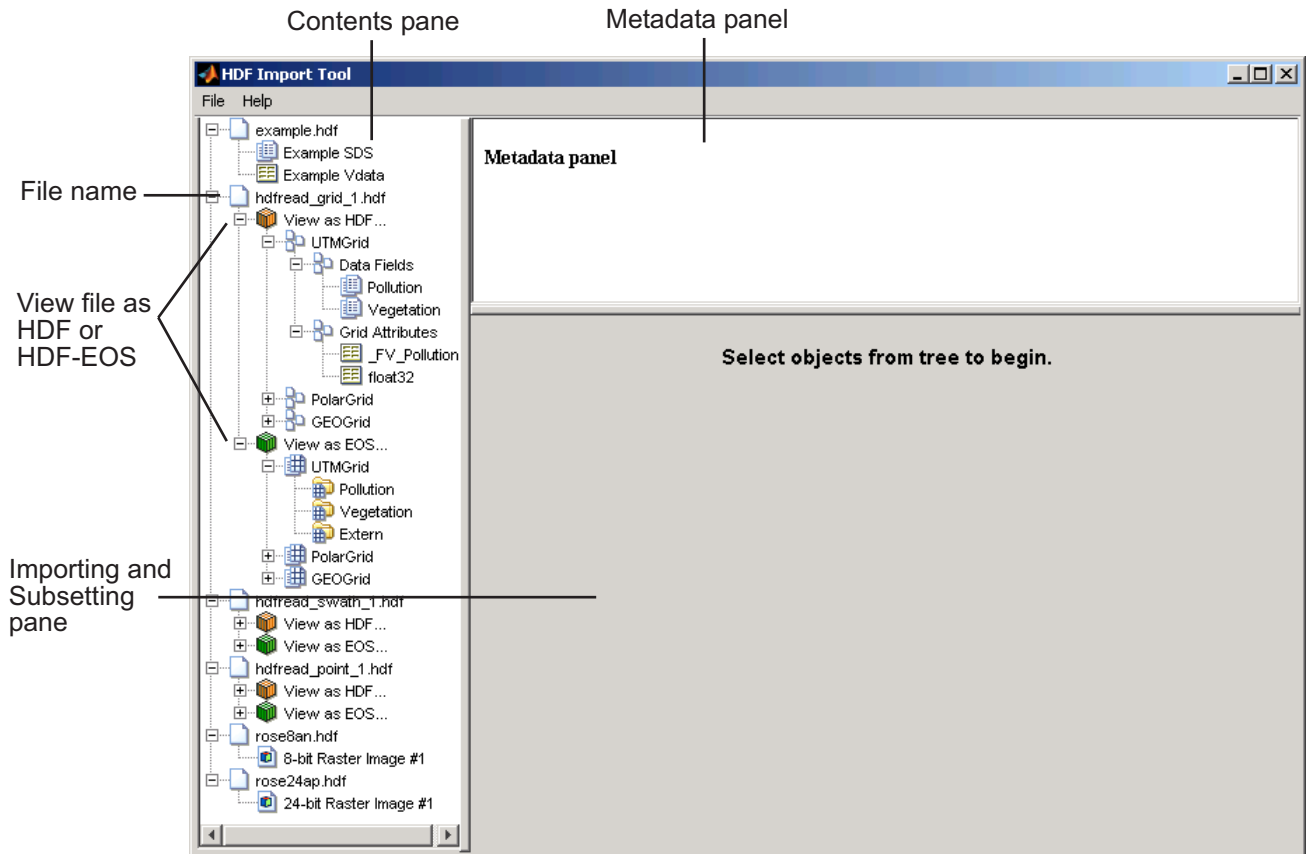 Contents pane
Metadata panel
HDF Import Tool
File Help
example.hdf
Example SDS
Example Vdata
Metadata panel
File name
hdfread_grid_1.hdf
View as HDF...
UTMGrid
Data Fields
Pollution
Vegetation
Grid Attributes
_FV_Pollution
float32
PolarGrid
GEOGrid
View file as
HDF or
HDF-EOS
Select objects from tree to begin.
View as EOS...
UTMGrid
Pollution
Vegetation
Extern
PolarGrid
GEOGrid
Importing and
Subsetting
pane
hdfread_swath_1.hdf
View as HDF...
View as EOS...
hdfread_point_1.hdf
View as HDF...
View as EOS...
rose8an.hdf
8-bit Raster Image #1
rose24ap.hdf
24-bit Raster Image #1